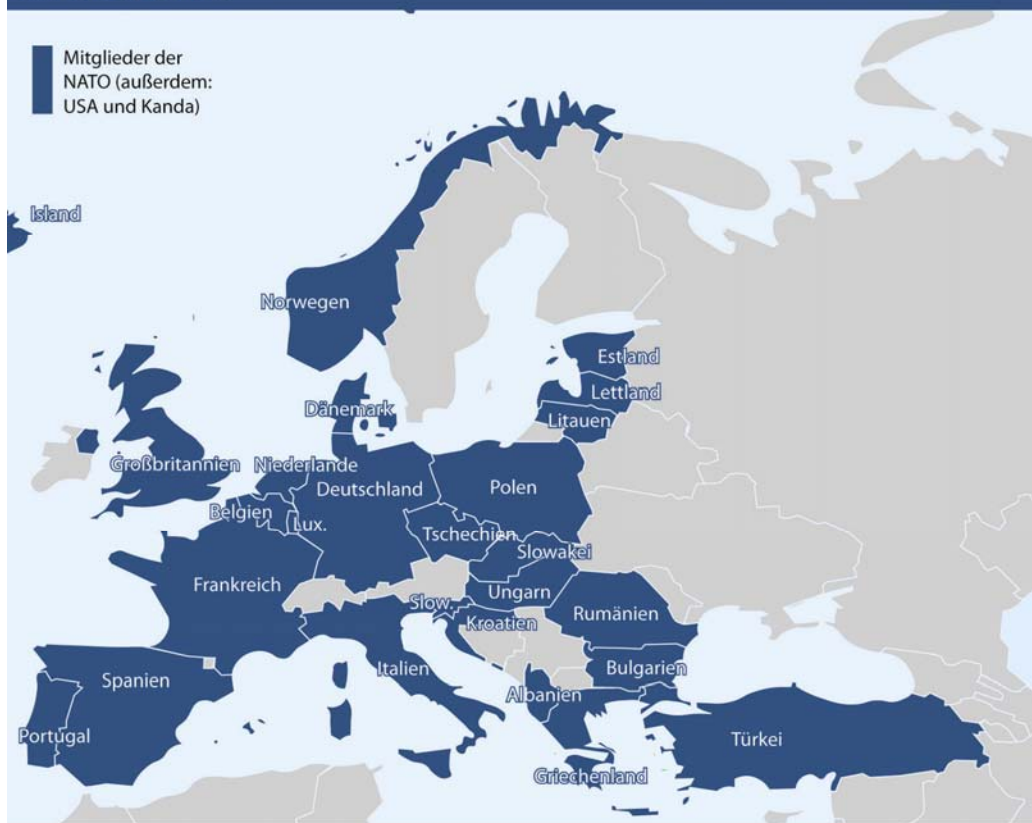 Mitglieder der
NATO (außerdem:
USA und Kanda)
Island
Norwegen
Estland
Lettland
Dänemark
Litauen
Großbritannien
Niederlande
Deutschland
Polen
Belgien
Lux.
Tschechien
Slowakei
Frankreich
Ungarn
Slow.
Rumänien
Kroatien
Italien
Bulgarien
Spanien
Albanien
Portugal
Türkei
Griechenland